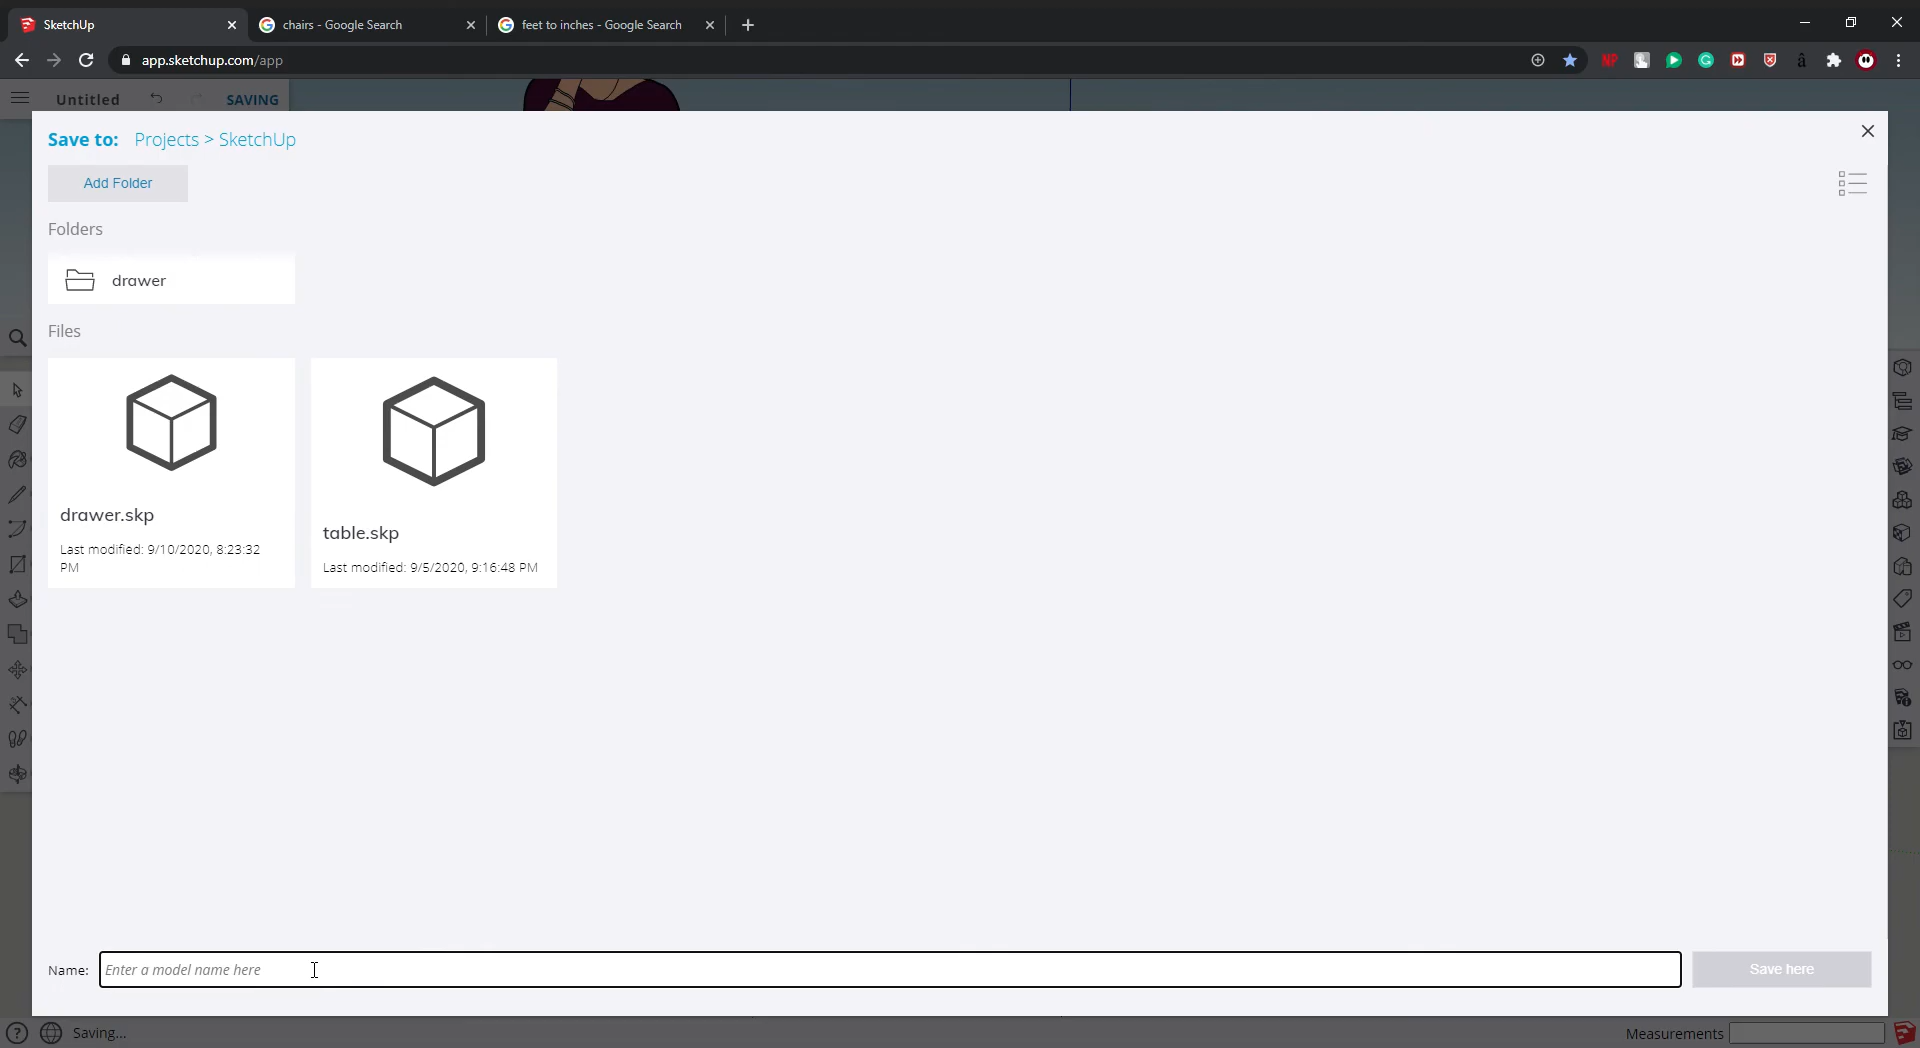 SketchUp
chairs - Google Search
feet to inches - Google Search
app.sketchup.com/app
NP
Untitled
SAVING
Save to: Projects > SketchUp
Add Folder
Folders
drawer
Files
drawer.skp
Last modified: 9/10/2020, 8:23:32
PM
table.skp
Last modified: 9/5/2020, 9:16:48 PM
Name: Enter a model name here
Save here
Saving...
Measurements